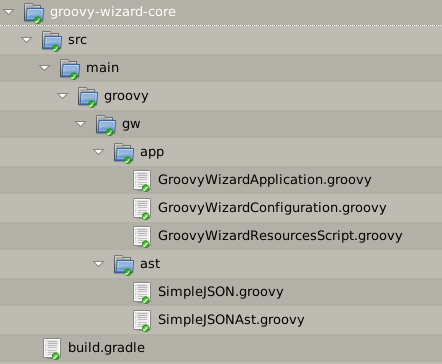 groovy-wizard-core
src
main
groovy
gw
app
GroovyWizardApplication.groovy
GroovyWizardConfiguration.groovy
GroovyWizardResourcesScript.groovy
ast
SimpleJSON.groovy
SimpleJSONAst.groovy
build.gradle